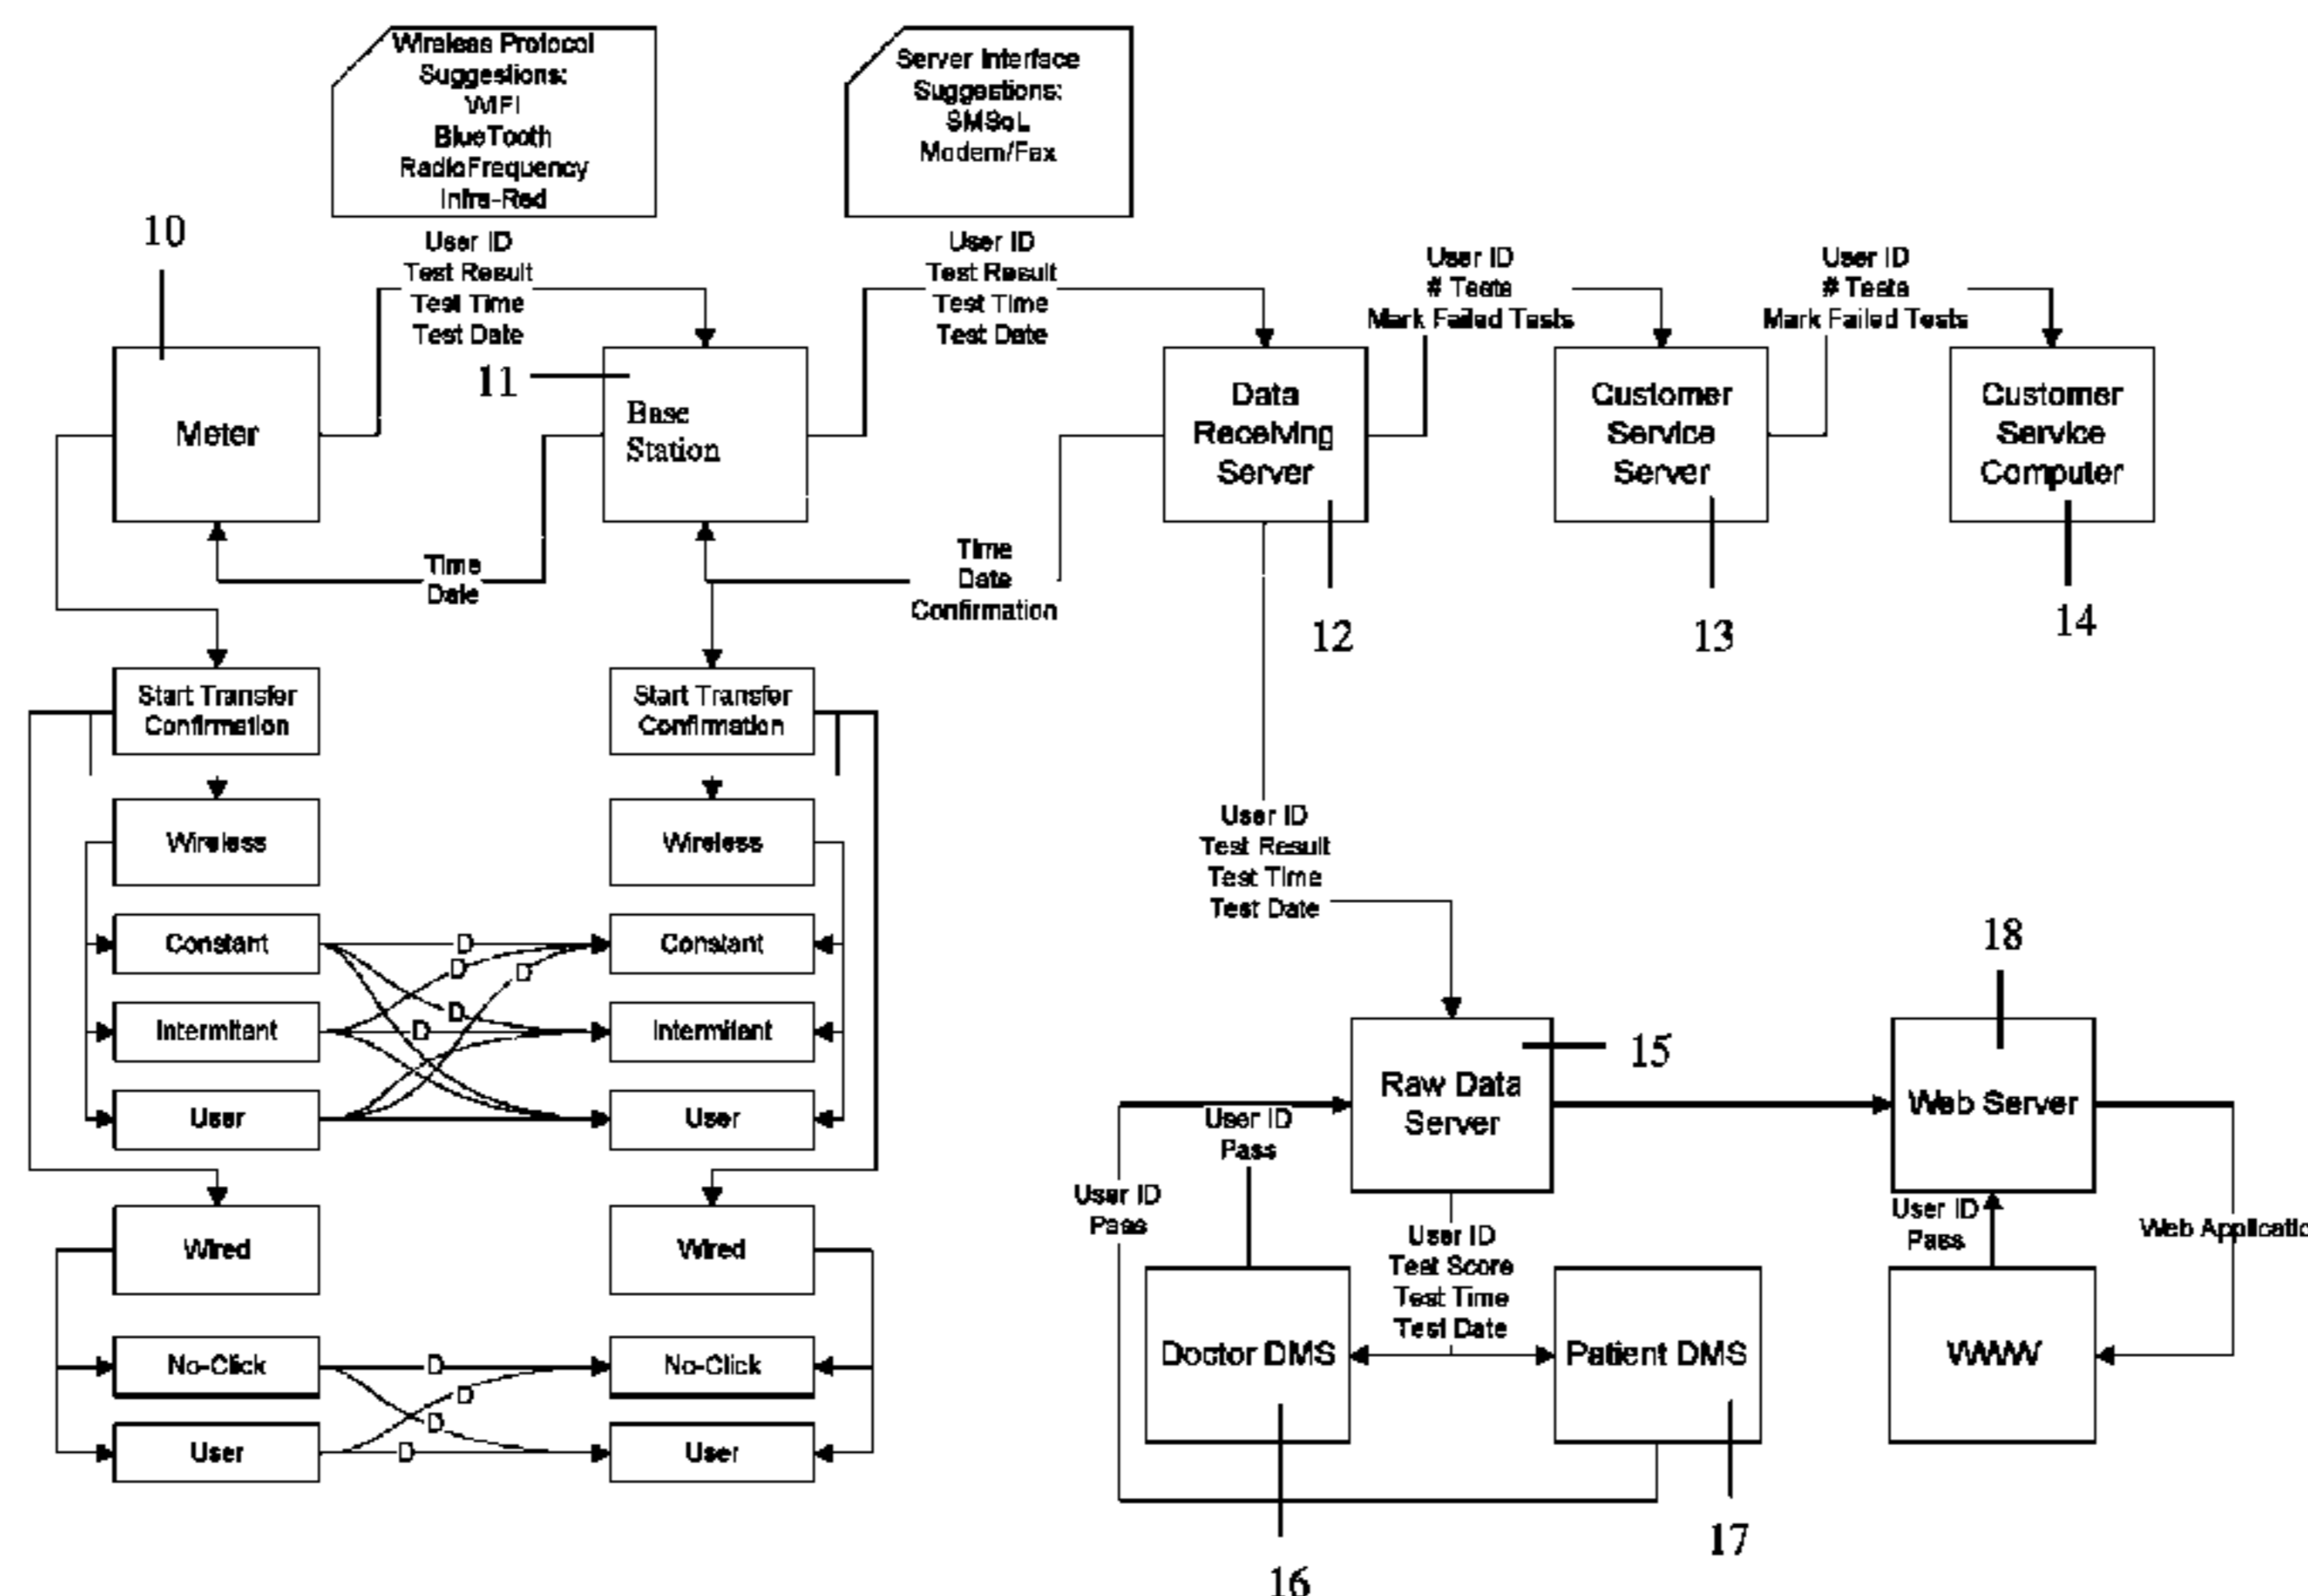 Wireless Protocol
Suggestions:
WIFI
BlueTooth
RadioFrequency
Infra-Red
Server Interface
Suggestions:
SMSoL
Modem/Fax
10
User ID
Test Result
Test Time
Test Date
User ID
Test Result
Test Time
Test Date
User ID
# Tests
Mark Failed Tests
User ID
# Tests
Mark Failed Tests
Meter
11
Base
Station
Data
Receiving
Server
Customer
Service
Server
Customer
Service
Computer
Time
Date
Time
Date
Confirmation
12
13
14
Start Transfer
Confirmation
Start Transfer
Confirmation
Wireless
Wireless
User ID
Test Result
Test Time
Test Date
Constant
D
Constant
D
D
Intermitant
D
D
Intermitant
User
User
18
15
Raw Data
Server
Web Server
User ID
Pass
User ID
Pass
User ID
Test Score
Test Time
Test Date
User ID
Pass
Web Applicatio
Wired
Wired
No-Click
D
No-Click
D
D
User
D
User
Doctor DMS
Patient DMS
WWW
16
17